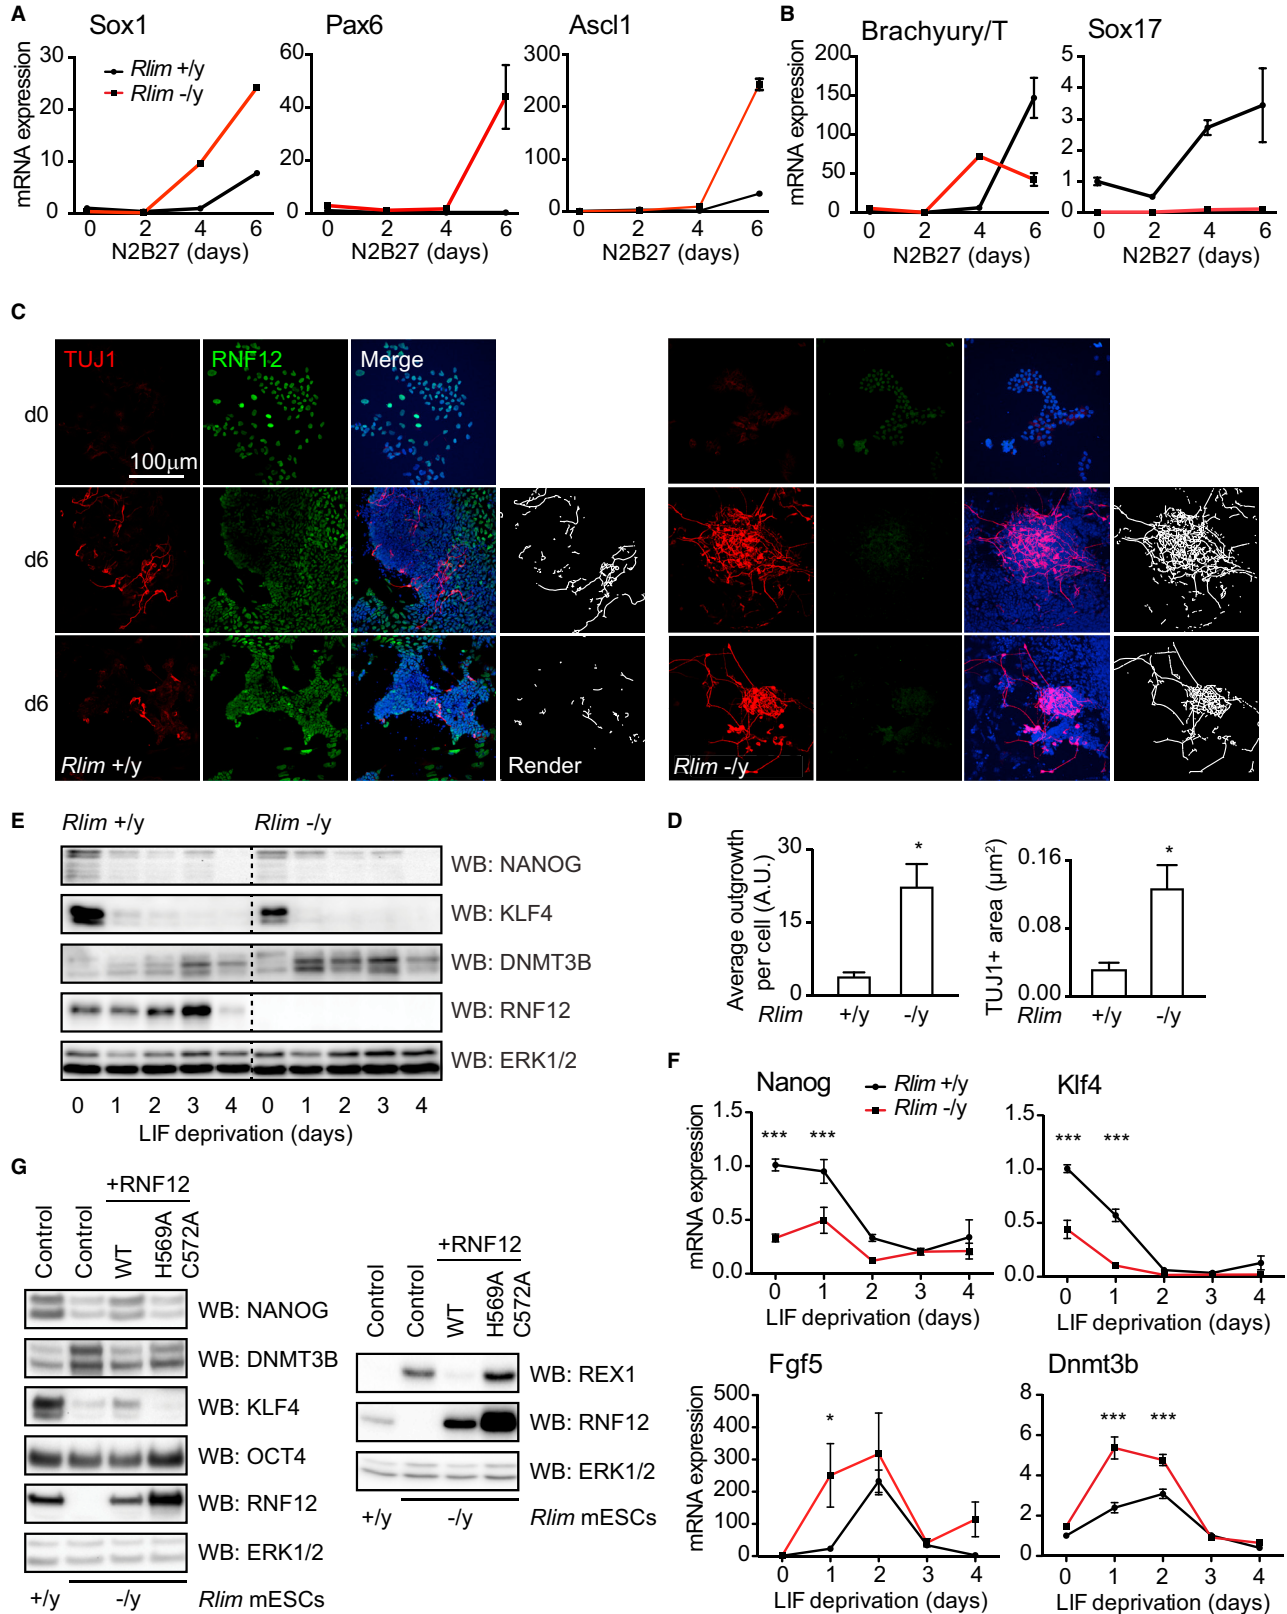 A
Sox1
Pax6
Ascl1
mRNA expression
30
20
10
0
Rlim +/y
Rlim -/y
60
40
20
0
300
200
100
0
0 2 4 6
0 2 4 6
0 2 4 6
N2B27 (days)
N2B27 (days)
N2B27 (days)
B
Brachyury/T
Sox17
mRNA expression
200
150
100
50
0
5
4
3
2
1
0
0 2 4 6
0 2 4 6
N2B27 (days)
N2B27 (days)
C
TUJ1
RNF12
Merge
d0
100μm
d6
d6
Rlim +/y
Render
Rlim -/y
E
Rlim +/y
Rlim -/y
WB: NANOG
WB: KLF4
WB: DNMT3B
WB: RNF12
WB: ERK1/2
0 1 2 3 4 0 1 2 3 4
LIF deprivation (days)
D
Average outgrowth
per cell (A.U.)
30
15
0
*
Rlim +/y -/y
TUJ1+ area (μm²)
0.16
0.08
0.00
*
Rlim +/y -/y
F
Nanog
Rlim +/y
Rlim -/y
Klf4
mRNA expression
1.5
1.0
0.5
0.0
*** ***
0 1 2 3 4
LIF deprivation (days)
1.5
1.0
0.5
0.0
*** ***
0 1 2 3 4
LIF deprivation (days)
Fgf5
Dnmt3b
mRNA expression
500
400
300
200
100
0
*
0 1 2 3 4
LIF deprivation (days)
8
6
4
2
0
*** ***
0 1 2 3 4
LIF deprivation (days)
G
+RNF12
Control
Control
WT
H569A
C572A
WB: NANOG
WB: DNMT3B
WB: KLF4
WB: OCT4
WB: RNF12
WB: ERK1/2
+/y -/y Rlim mESCs
+RNF12
Control
Control
WT
H569A
C572A
WB: REX1
WB: RNF12
WB: ERK1/2
+/y -/y Rlim mESCs